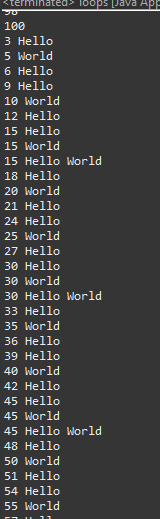 <terminated> loops [Java App
98
100
3 Hello
5 World
6 Hello
9 Hello
10 World
12 Hello
15 Hello
15 World
15 Hello World
18 Hello
20 World
21 Hello
24 Hello
25 World
27 Hello
30 Hello
30 World
30 Hello World
33 Hello
35 World
36 Hello
39 Hello
40 World
42 Hello
45 Hello
45 World
45 Hello World
48 Hello
50 World
51 Hello
54 Hello
55 World